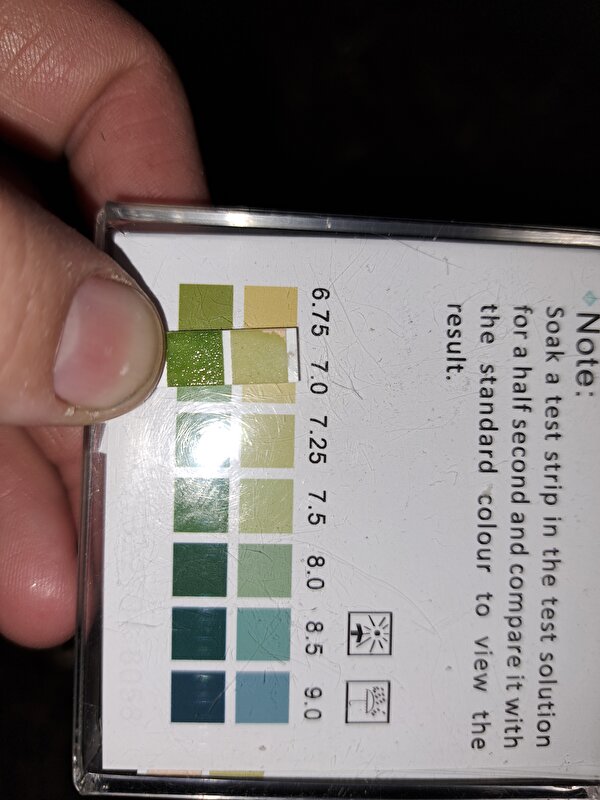 Note:
Soak a test strip in the test solution
for a half second and compare it with
the standard colour to view the
result.
6.75 7.0 7.25 7.5 8.0 8.5 9.0